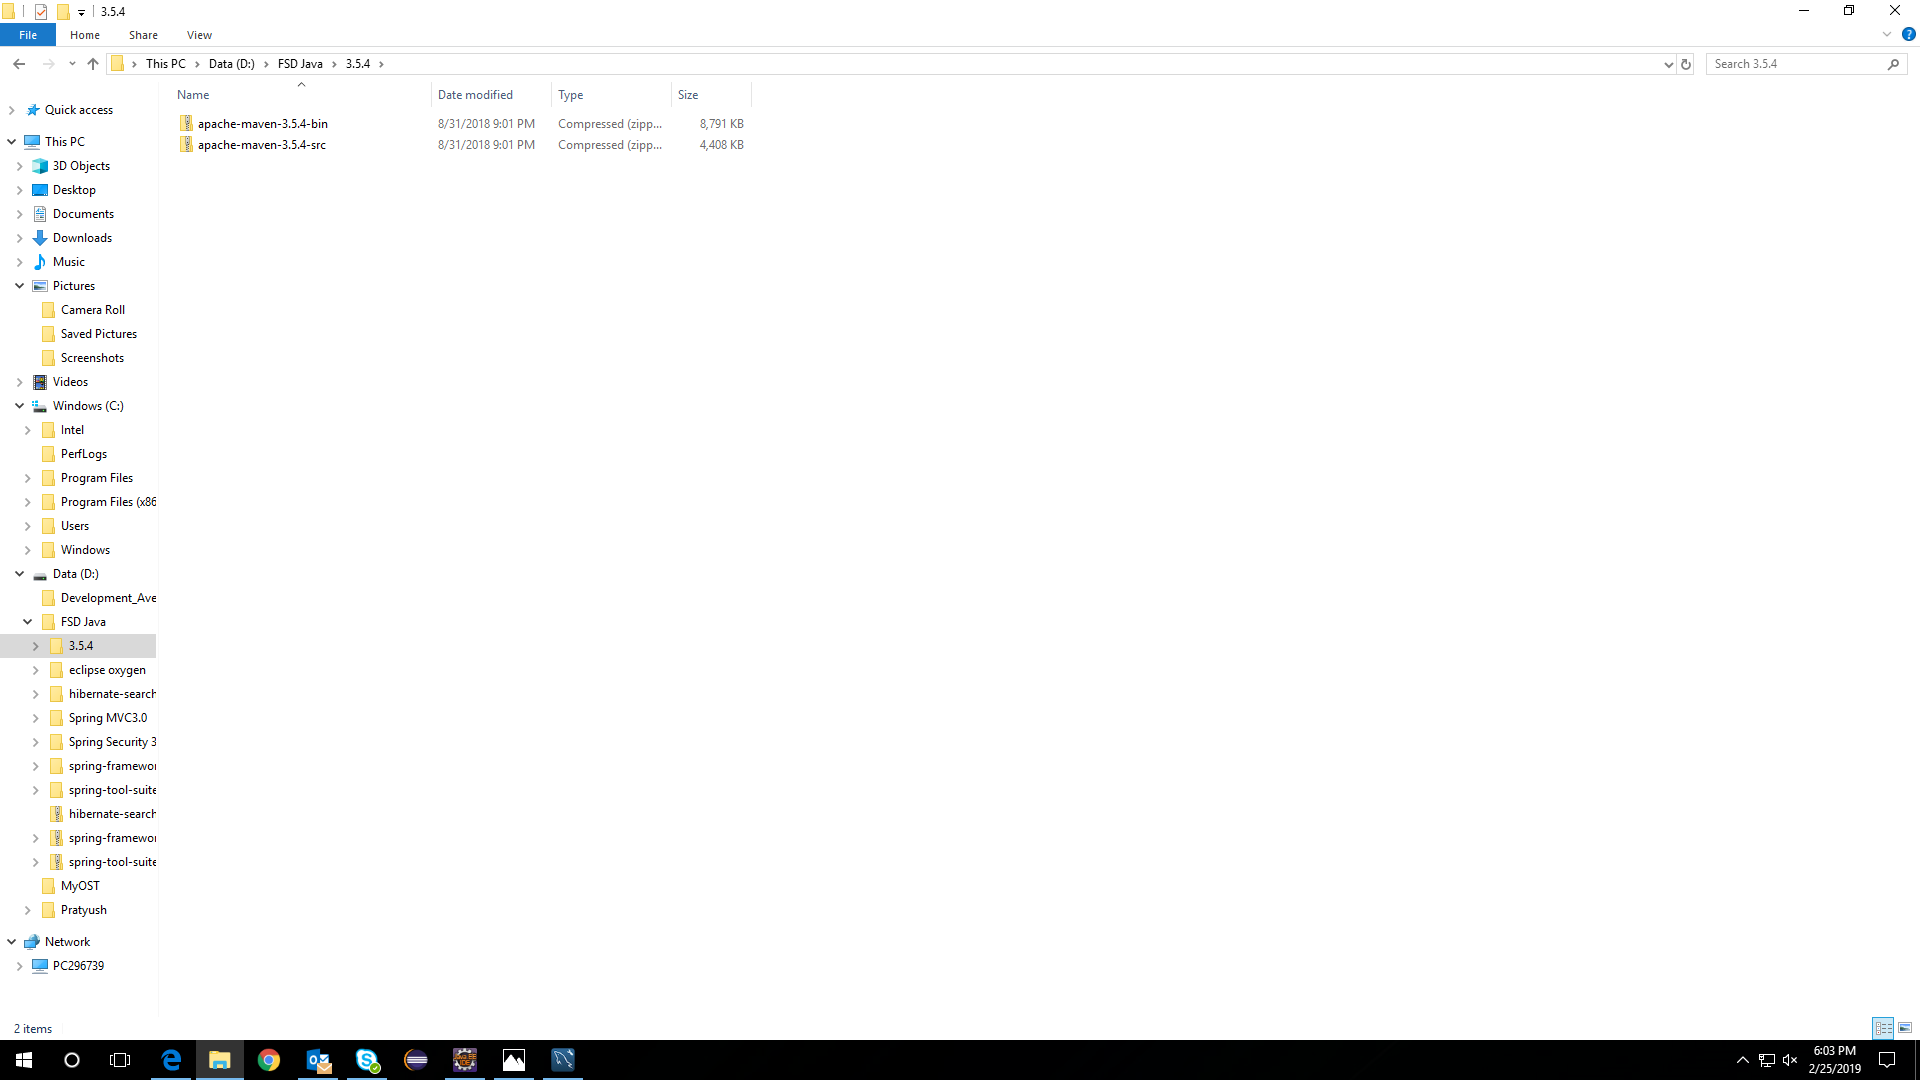 3.5.4
File Home Share View
This PC Data (D:) FSD Java 3.5.4
Search 3.5.4
Name Date modified Type Size
apache-maven-3.5.4-bin 8/31/2018 9:01 PM Compressed (zipp... 8,791 KB
apache-maven-3.5.4-src 8/31/2018 9:01 PM Compressed (zipp... 4,408 KB
Quick access
This PC
3D Objects
Desktop
Documents
Downloads
Music
Pictures
Camera Roll
Saved Pictures
Screenshots
Videos
Windows (C:)
Intel
PerfLogs
Program Files
Program Files (x86
Users
Windows
Data (D:)
Development_Ave
FSD Java
3.5.4
eclipse oxygen
hibernate-search
Spring MVC3.0
Spring Security 3
spring-framewor
spring-tool-suite
hibernate-search
spring-framewor
spring-tool-suite
MyOST
Pratyush
Network
PC296739
2 items
6:03 PM
2/25/2019